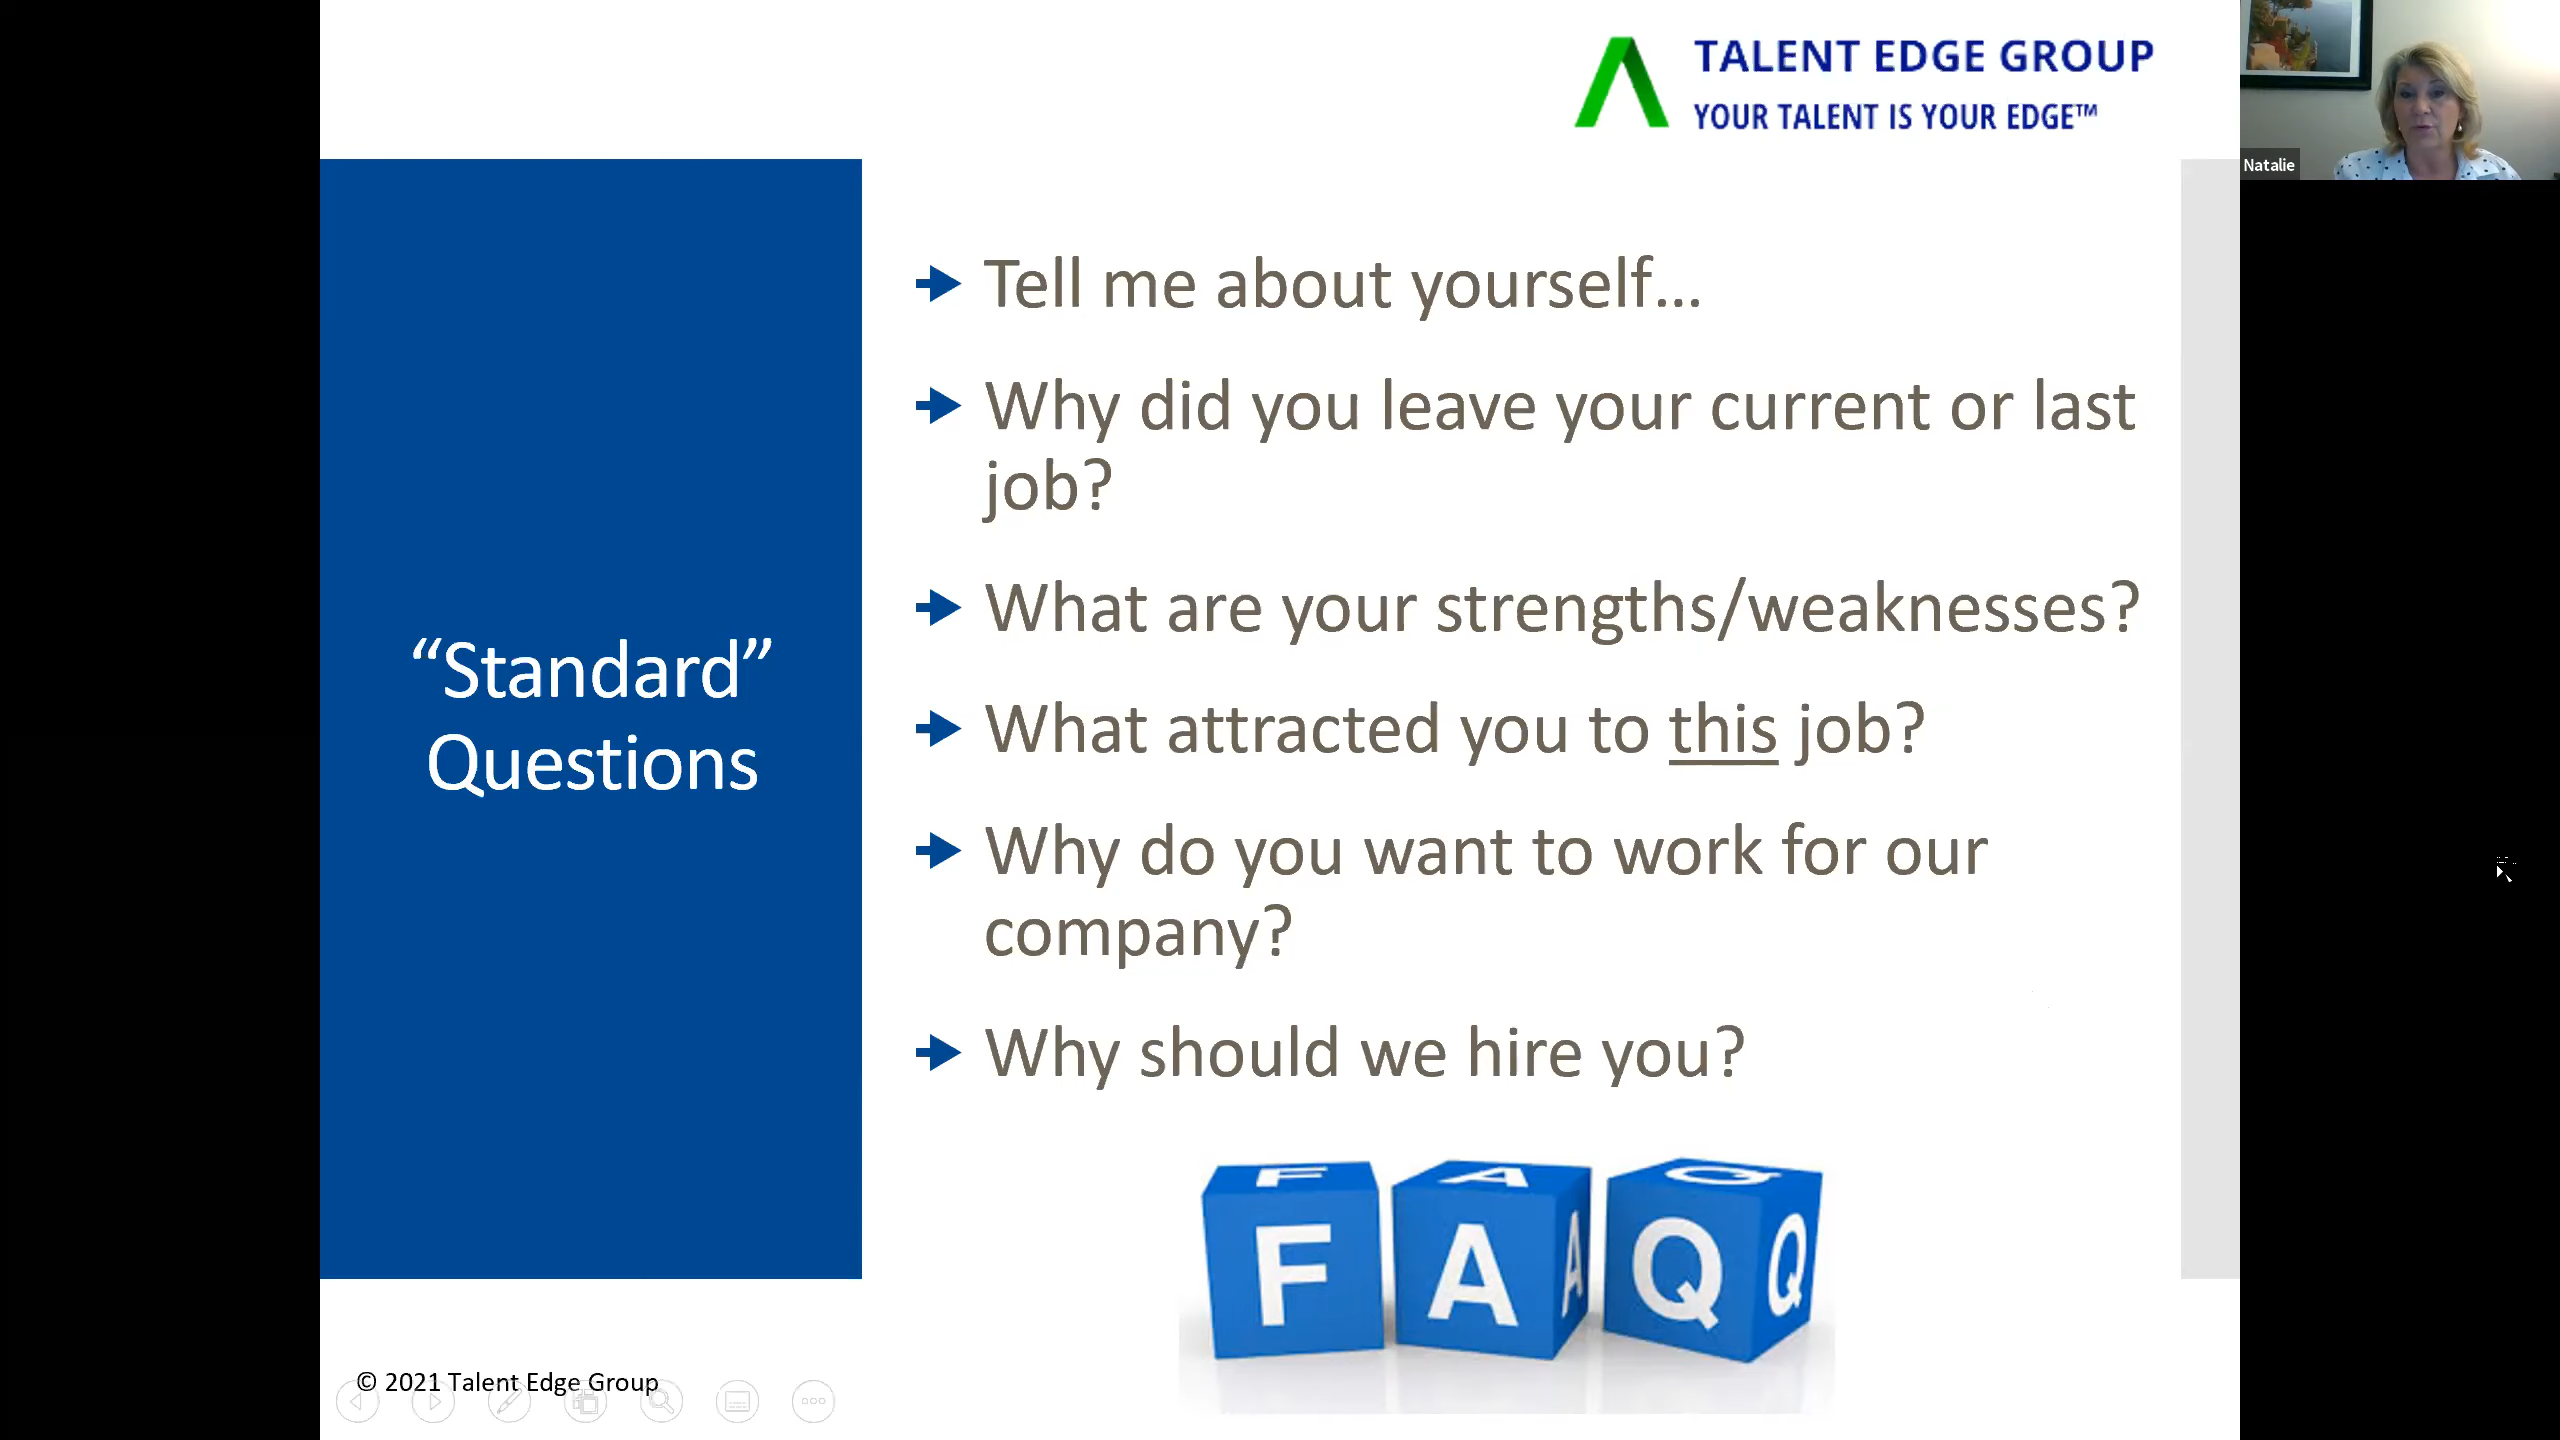 TALENT EDGE GROUP
YOUR TALENT IS YOUR EDGE™
Natalie
“Standard”
Questions
Tell me about yourself...
Why did you leave your current or last
job?
What are your strengths/weaknesses?
What attracted you to this job?
Why do you want to work for our
company?
Why should we hire you?
F A Q
F A A Q Q
© 2021 Talent Edge Group